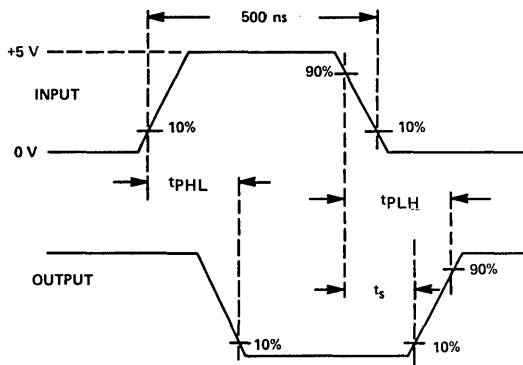 500 ns
+5 V
90%
INPUT
10%
10%
0 V
tPHL
tPLH
OUTPUT
90%
ts
10%
10%